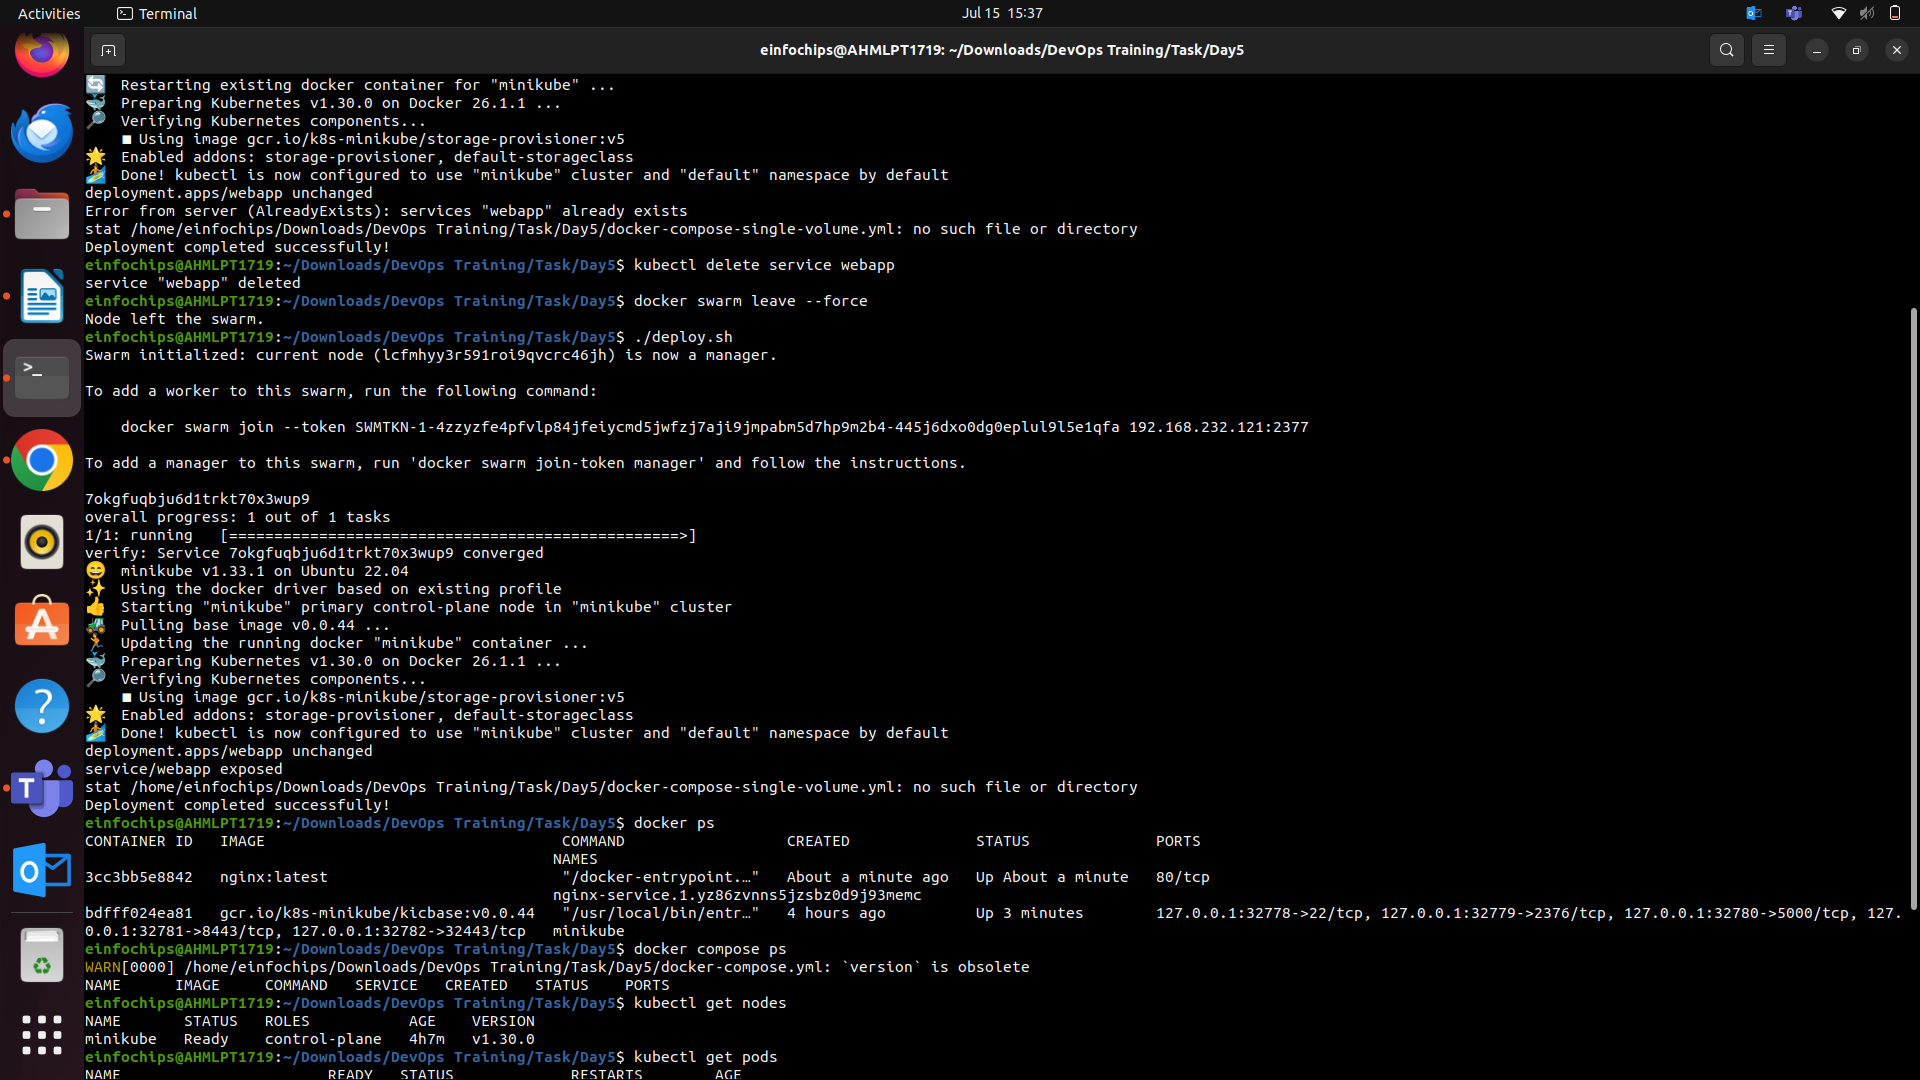 Activities
Terminal
Jul 15 15:37
einfochips@AHMLPT1719: ~/Downloads/DevOps Training/Task/Day5
Restarting existing docker container for "minikube" ...
Preparing Kubernetes v1.30.0 on Docker 26.1.1 ...
Verifying Kubernetes components...
■ Using image gcr.io/k8s-minikube/storage-provisioner:v5
Enabled addons: storage-provisioner, default-storageclass
Done! kubectl is now configured to use "minikube" cluster and "default" namespace by default
deployment.apps/webapp unchanged
Error from server (AlreadyExists): services "webapp" already exists
stat /home/einfochips/Downloads/DevOps Training/Task/Day5/docker-compose-single-volume.yml: no such file or directory
Deployment completed successfully!
einfochips@AHMLPT1719:~/Downloads/DevOps Training/Task/Day5$ kubectl delete service webapp
service "webapp" deleted
einfochips@AHMLPT1719:~/Downloads/DevOps Training/Task/Day5$ docker swarm leave --force
Node left the swarm.
einfochips@AHMLPT1719:~/Downloads/DevOps Training/Task/Day5$ ./deploy.sh
Swarm initialized: current node (lcfmhyy3r591roi9qvcrc46jh) is now a manager.
To add a worker to this swarm, run the following command:
docker swarm join --token SWMTKN-1-4zzyzfe4pfvlp84jfeiycmd5jwfzj7aji9jmpabm5d7hp9m2b4-445j6dxo0dg0eplul9l5e1qfa 192.168.232.121:2377
To add a manager to this swarm, run 'docker swarm join-token manager' and follow the instructions.
7okgfuqbju6d1trkt70x3wup9
overall progress: 1 out of 1 tasks
1/1: running   [==================================================>]
verify: Service 7okgfuqbju6d1trkt70x3wup9 converged
minikube v1.33.1 on Ubuntu 22.04
Using the docker driver based on existing profile
Starting "minikube" primary control-plane node in "minikube" cluster
Pulling base image v0.0.44 ...
Updating the running docker "minikube" container ...
Preparing Kubernetes v1.30.0 on Docker 26.1.1 ...
Verifying Kubernetes components...
■ Using image gcr.io/k8s-minikube/storage-provisioner:v5
Enabled addons: storage-provisioner, default-storageclass
Done! kubectl is now configured to use "minikube" cluster and "default" namespace by default
deployment.apps/webapp unchanged
service/webapp exposed
stat /home/einfochips/Downloads/DevOps Training/Task/Day5/docker-compose-single-volume.yml: no such file or directory
Deployment completed successfully!
einfochips@AHMLPT1719:~/Downloads/DevOps Training/Task/Day5$ docker ps
CONTAINER ID   IMAGE   COMMAND   CREATED   STATUS   PORTS
NAMES
3cc3bb5e8842   nginx:latest   "/docker-entrypoint.…"   About a minute ago   Up About a minute   80/tcp
nginx-service.1.yz86zvnns5jzsbz0d9j93memc
bdfff024ea81   gcr.io/k8s-minikube/kicbase:v0.0.44   "/usr/local/bin/entr…"   4 hours ago   Up 3 minutes   127.0.0.1:32778->22/tcp, 127.0.0.1:32779->2376/tcp, 127.0.0.1:32780->5000/tcp, 127.
0.0.1:32781->8443/tcp, 127.0.0.1:32782->32443/tcp   minikube
einfochips@AHMLPT1719:~/Downloads/DevOps Training/Task/Day5$ docker compose ps
WARN[0000] /home/einfochips/Downloads/DevOps Training/Task/Day5/docker-compose.yml: `version` is obsolete
NAME   IMAGE   COMMAND   SERVICE   CREATED   STATUS   PORTS
einfochips@AHMLPT1719:~/Downloads/DevOps Training/Task/Day5$ kubectl get nodes
NAME   STATUS   ROLES   AGE   VERSION
minikube   Ready   control-plane   4h7m   v1.30.0
einfochips@AHMLPT1719:~/Downloads/DevOps Training/Task/Day5$ kubectl get pods
NAME   READY   STATUS   RESTARTS   AGE